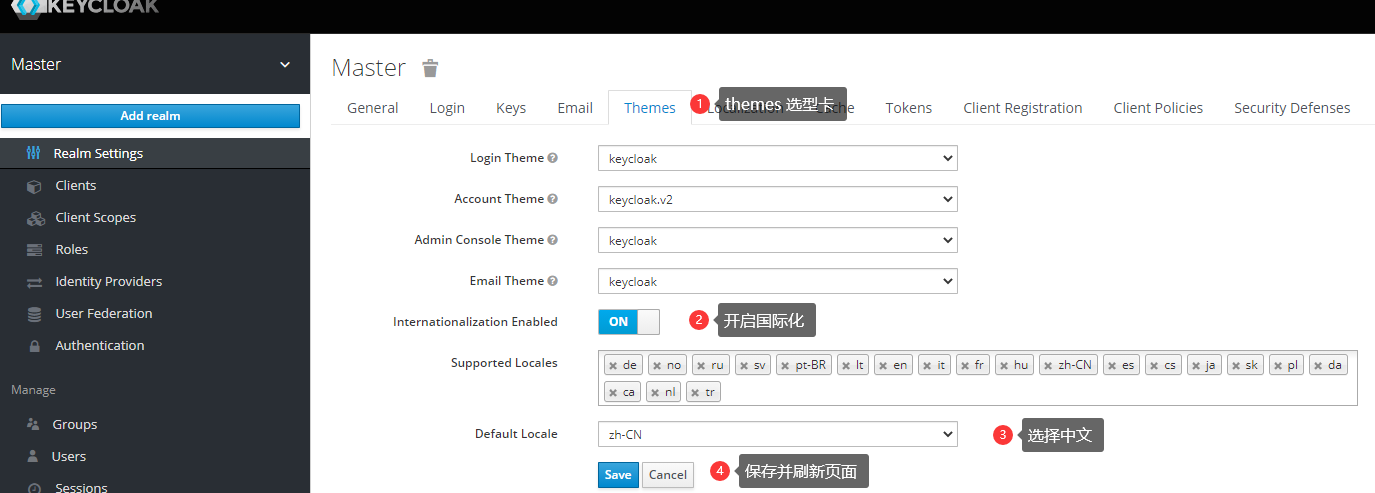 KEYCLOAK
Master
Add realm
Realm Settings
Clients
Client Scopes
Roles
Identity Providers
User Federation
Authentication
Manage
Groups
Users
Sessions
Master
General Login Keys Email Themes 1 themes 选型卡 Tokens Client Registration Client Policies Security Defenses
Login Theme keycloak
Account Theme keycloak.v2
Admin Console Theme keycloak
Email Theme keycloak
Internationalization Enabled ON 2 开启国际化
Supported Locales × de × no × ru × sv × pt-BR × lt × en × it × fr × hu × zh-CN × es × cs × ja × sk × pl × da
× ca × nl × tr
Default Locale zh-CN 3 选择中文
Save Cancel 4 保存并刷新页面